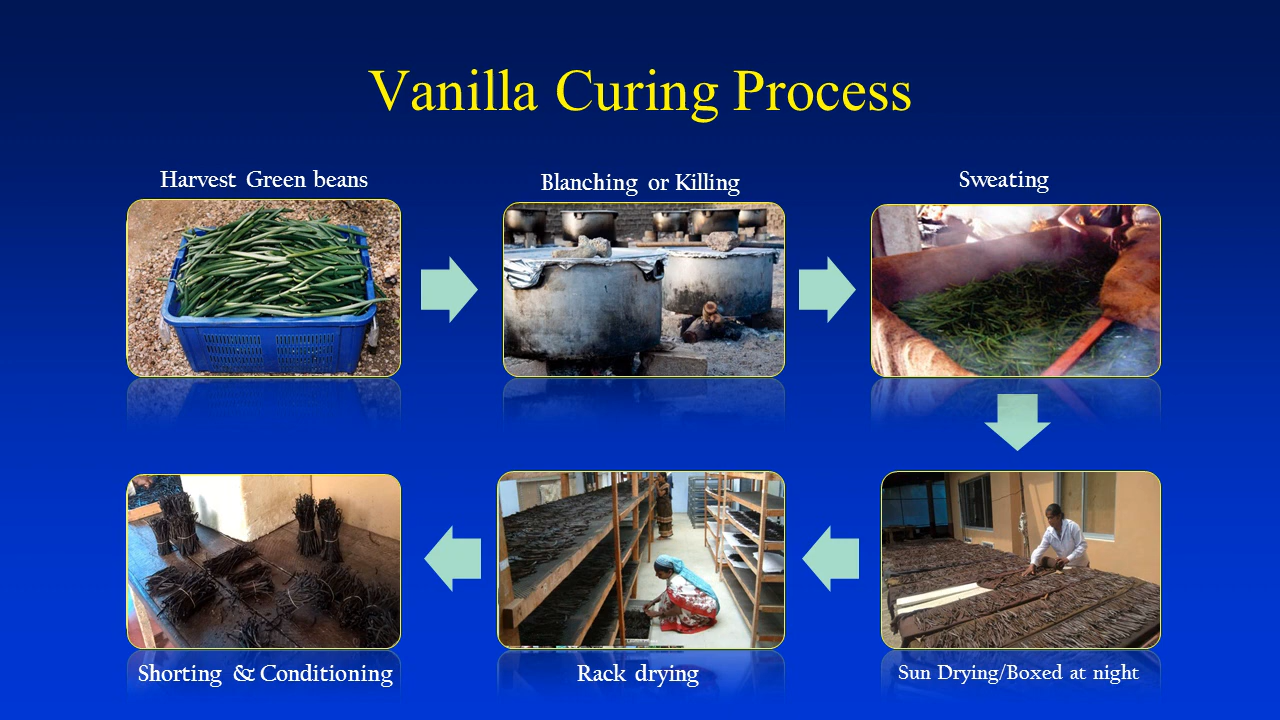 Vanilla Curing Process
Harvest Green beans
Blanching or Killing
Sweating
Sun Drying/Boxed at night
Rack drying
Shorting & Conditioning